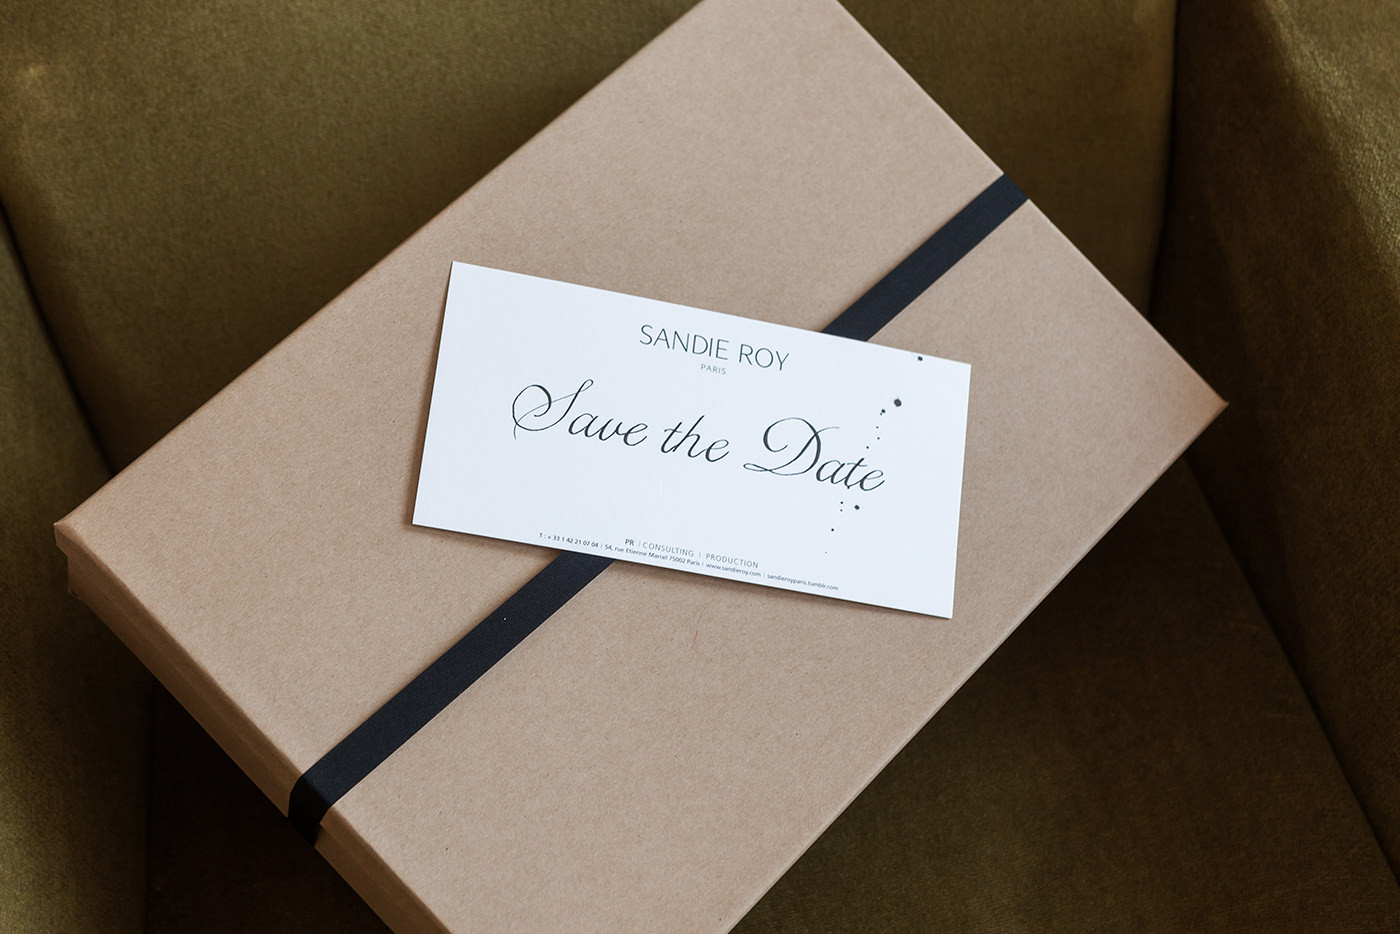 SANDIE ROY
PARIS
Save the Date
PR | CONSULTING | PRODUCTION
T : + 33 1 42 21 07 04 | 54, rue Etienne Marcel 75002 Paris | www.sandieroy.com | sandieroyparis.tumblr.com